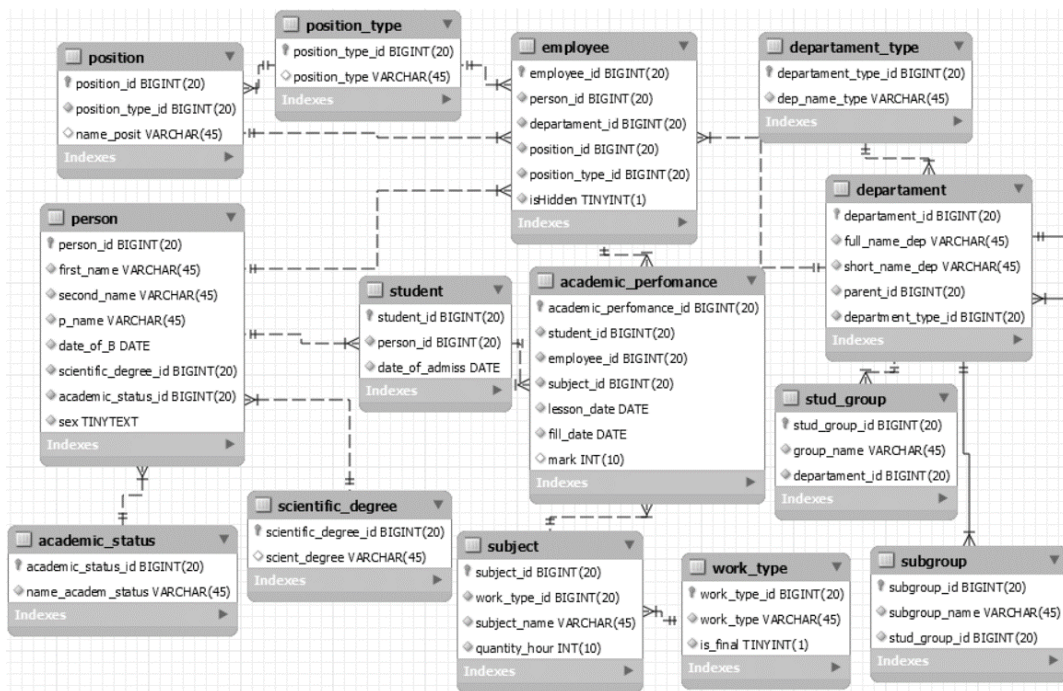 position
position_id BIGINT(20)
position_type_id BIGINT(20)
name_posit VARCHAR(45)
Indexes
position_type
position_type_id BIGINT(20)
position_type VARCHAR(45)
Indexes
employee
employee_id BIGINT(20)
person_id BIGINT(20)
departament_id BIGINT(20)
position_id BIGINT(20)
position_type_id BIGINT(20)
isHidden TINYINT(1)
Indexes
departament_type
departament_type_id BIGINT(20)
dep_name_type VARCHAR(45)
Indexes
departament
departament_id BIGINT(20)
full_name_dep VARCHAR(45)
short_name_dep VARCHAR(45)
parent_id BIGINT(20)
department_type_id BIGINT(20)
Indexes
person
person_id BIGINT(20)
first_name VARCHAR(45)
second_name VARCHAR(45)
p_name VARCHAR(45)
date_of_B DATE
scientific_degree_id BIGINT(20)
academic_status_id BIGINT(20)
sex TINYTEXT
Indexes
student
student_id BIGINT(20)
person_id BIGINT(20)
date_of_admiss DATE
Indexes
academic_perfomance
academic_perfomance_id BIGINT(20)
student_id BIGINT(20)
employee_id BIGINT(20)
subject_id BIGINT(20)
lesson_date DATE
fill_date DATE
mark INT(10)
Indexes
stud_group
stud_group_id BIGINT(20)
group_name VARCHAR(45)
departament_id BIGINT(20)
Indexes
academic_status
academic_status_id BIGINT(20)
name_academ_status VARCHAR(45)
Indexes
scientific_degree
scientific_degree_id BIGINT(20)
scient_degree VARCHAR(45)
Indexes
subject
subject_id BIGINT(20)
work_type_id BIGINT(20)
subject_name VARCHAR(45)
quantity_hour INT(10)
Indexes
work_type
work_type_id BIGINT(20)
work_type VARCHAR(45)
is_final TINYINT(1)
Indexes
subgroup
subgroup_id BIGINT(20)
subgroup_name VARCHAR(45)
stud_group_id BIGINT(20)
Indexes